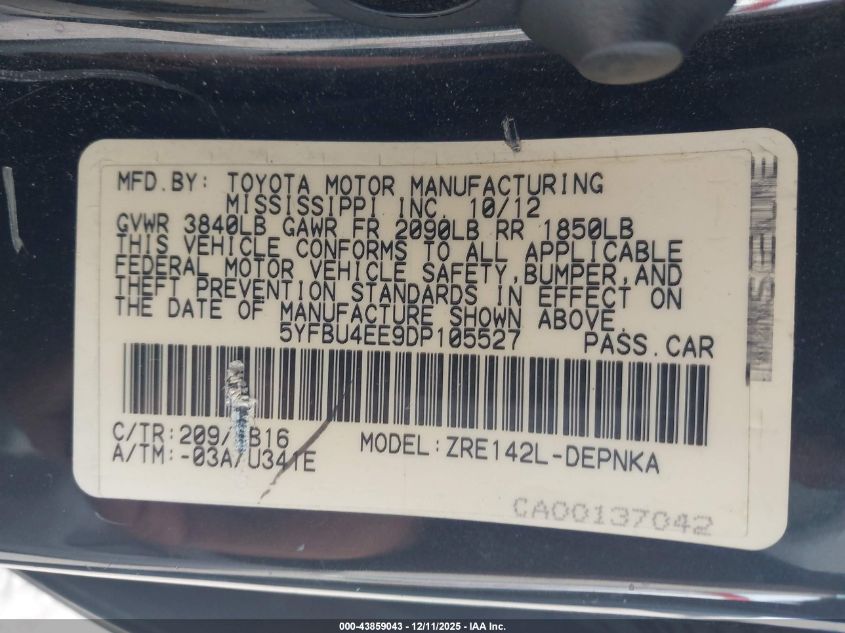 MFD.BY: TOYOTA MOTOR MANUFACTURING
MISSISSIPPI INC. 10/12
GVWR 3840LB GAWR FR 2090LB RR 1850LB
THIS VEHICLE CONFORMS TO ALL APPLICABLE
FEDERAL MOTOR VEHICLE SAFETY,BUMPER,AND
THEFT PREVENTION STANDARDS IN EFFECT ON
THE DATE OF MANUFACTURE SHOWN ABOVE.
5YFBU4EE9DP105527 PASS.CAR
C/TR:209/ B16 MODEL:ZRE142L-DEPNKA
A/TM:-03A/U341E
CA00137042
000-43859043 - 12/11/2025 - IAA Inc.